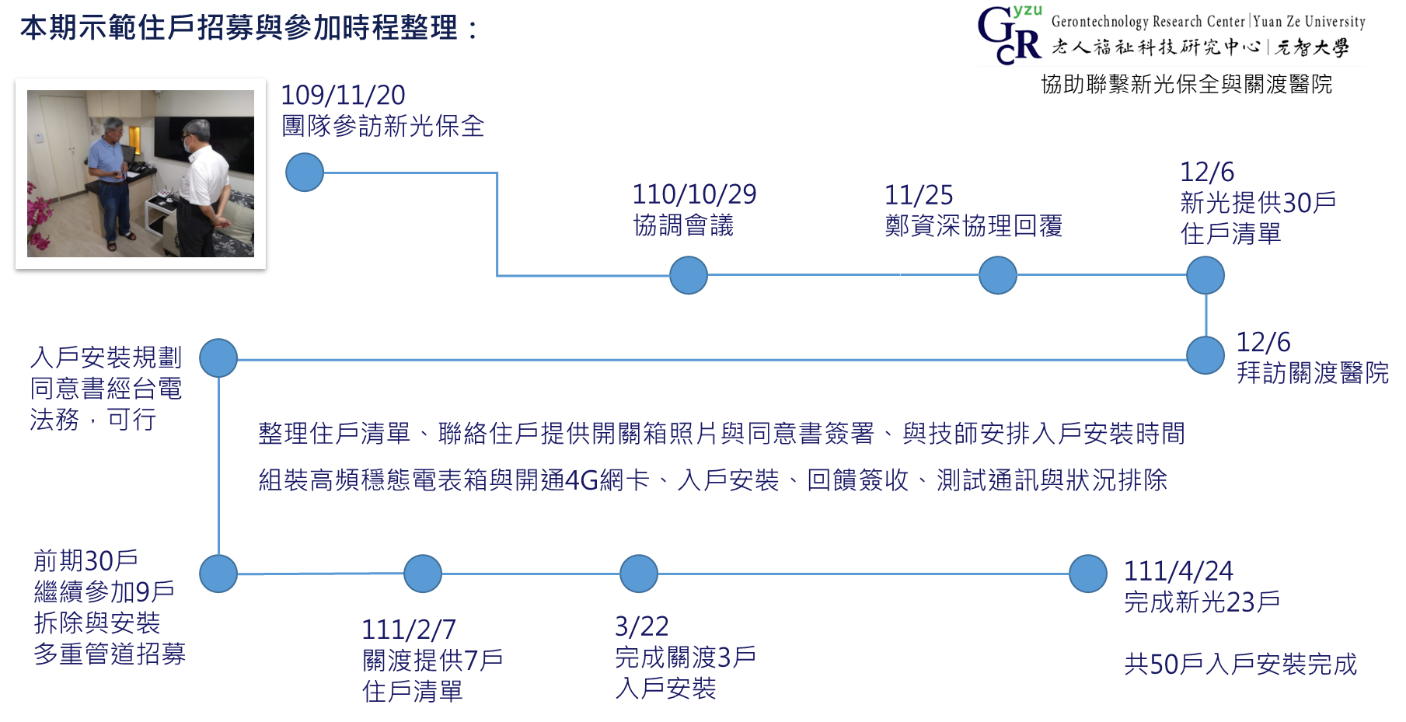 本期示範住戶招募與參加時程整理：
yzu
GCR
Gerontechnology Research Center|Yuan Ze University
老人福祉科技研究中心|元智大學
協助聯繫新光保全與關渡醫院
109/11/20
團隊參訪新光保全
110/10/29
協調會議
11/25
鄭資深協理回覆
12/6
新光提供30戶
住戶清單
12/6
拜訪關渡醫院
入戶安裝規劃
同意書經台電
法務，可行
整理住戶清單、聯絡住戶提供開關箱照片與同意書簽署、與技師安排入戶安裝時間
組裝高頻穩態電表箱與開通4G網卡、入戶安裝、回饋簽收、測試通訊與狀況排除
前期30戶
繼續參加9戶
拆除與安裝
多重管道招募
111/2/7
關渡提供7戶
住戶清單
3/22
完成關渡3戶
入戶安裝
111/4/24
完成新光23戶
共50戶入戶安裝完成